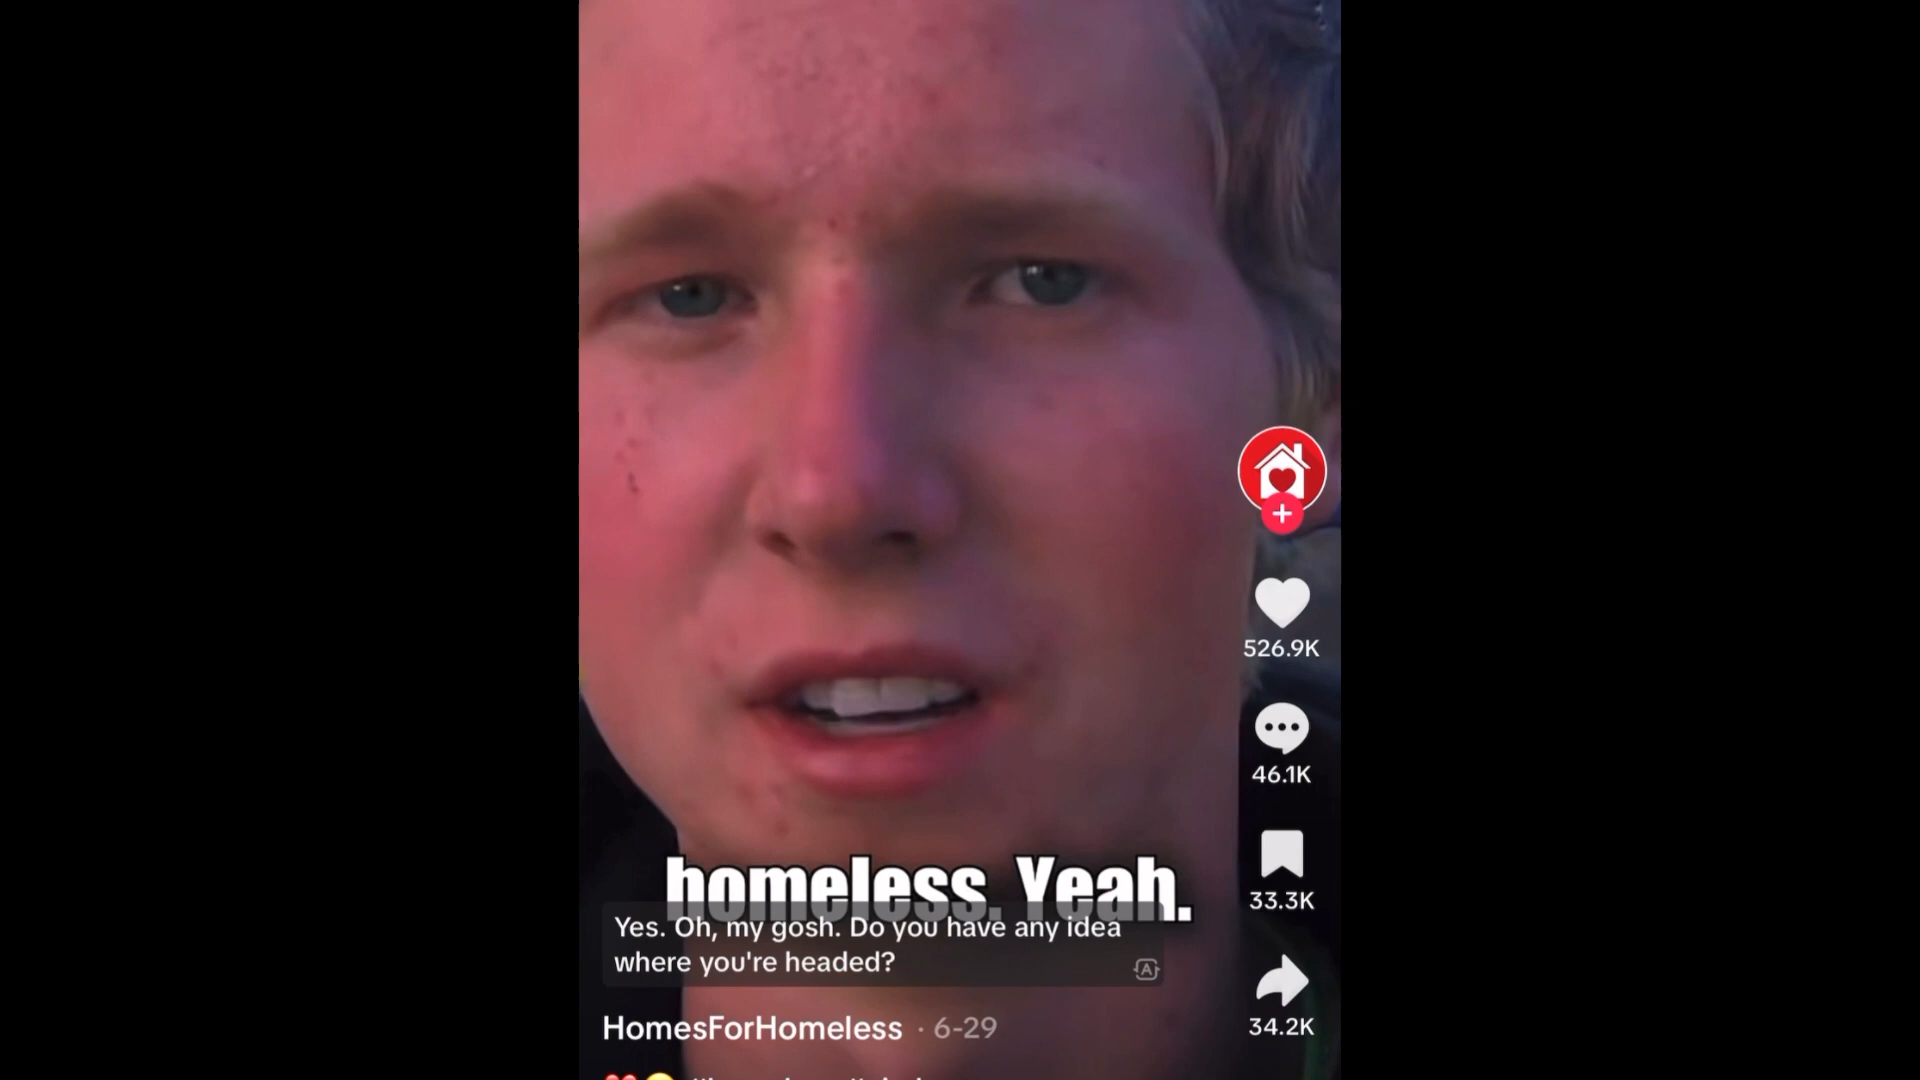 526.9K
46.1K
homeless. Yeah.
33.3K
Yes. Oh, my gosh. Do you have any idea
where you're headed?
HomesForHomeless · 6-29
34.2K